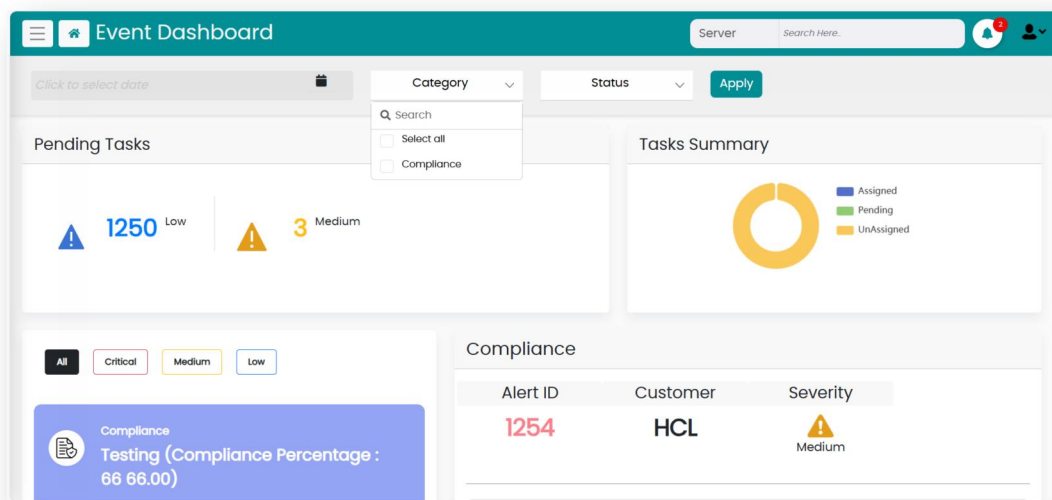 Event Dashboard
Server Search Here..
2
Click to select date
Category
Status
Apply
Search
Select all
Compliance
Pending Tasks
1250 Low
3 Medium
Tasks Summary
Assigned
Pending
UnAssigned
All Critical Medium Low
Compliance
Testing (Compliance Percentage :
66 66.00)
Compliance
Alert ID Customer Severity
1254 HCL
Medium